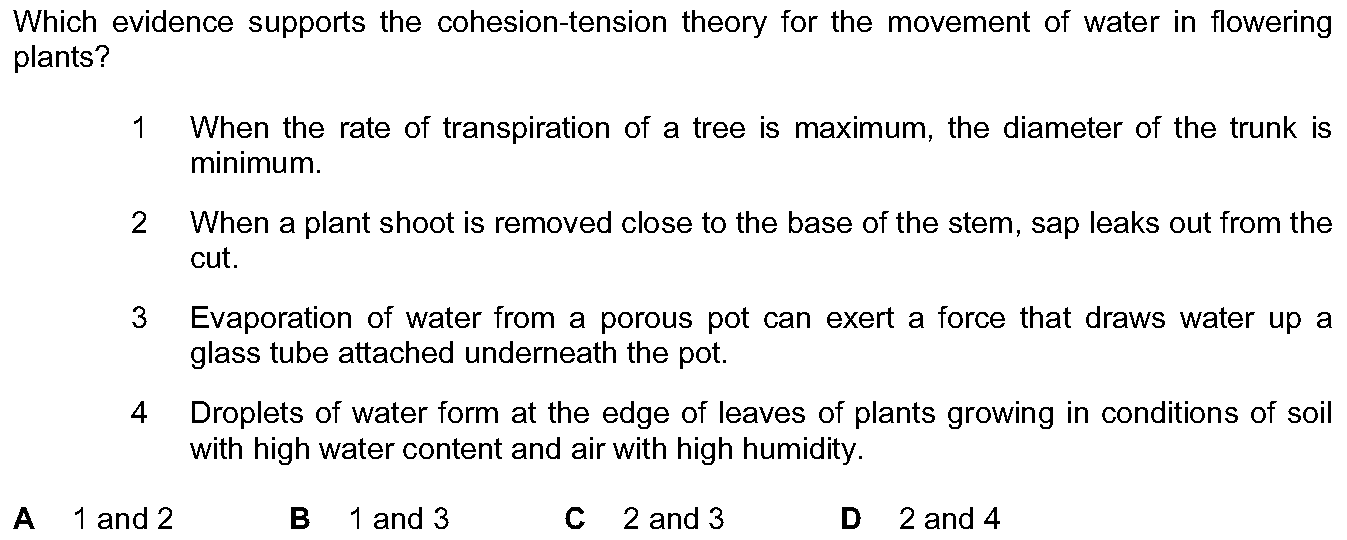 Which evidence supports the cohesion-tension theory for the movement of water in flowering
plants?
1 When the rate of transpiration of a tree is maximum, the diameter of the trunk is
minimum.
2 When a plant shoot is removed close to the base of the stem, sap leaks out from the
cut.
3 Evaporation of water from a porous pot can exert a force that draws water up a
glass tube attached underneath the pot.
4 Droplets of water form at the edge of leaves of plants growing in conditions of soil
with high water content and air with high humidity.
A 1 and 2 B 1 and 3 C 2 and 3 D 2 and 4